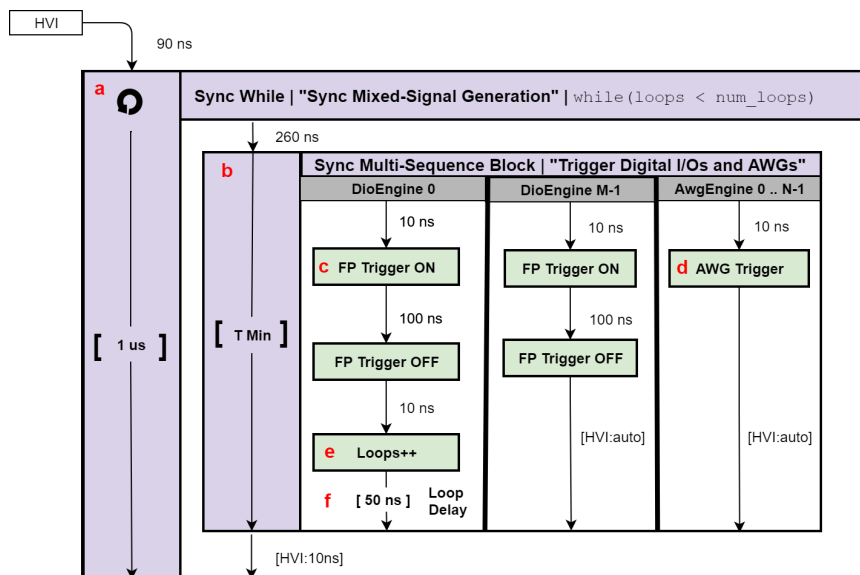 HVI
90 ns
a
Sync While | "Sync Mixed-Signal Generation" | while(loops < num_loops)
260 ns
b
Sync Multi-Sequence Block | "Trigger Digital I/Os and AWGs"
DioEngine 0
DioEngine M-1
AwgEngine 0 .. N-1
10 ns
10 ns
10 ns
c FP Trigger ON
FP Trigger ON
d AWG Trigger
100 ns
100 ns
[ 1 us ]
[ T Min ]
FP Trigger OFF
FP Trigger OFF
10 ns
[HVI:auto]
[HVI:auto]
e Loops++
f [ 50 ns ] Loop
Delay
[HVI:10ns]